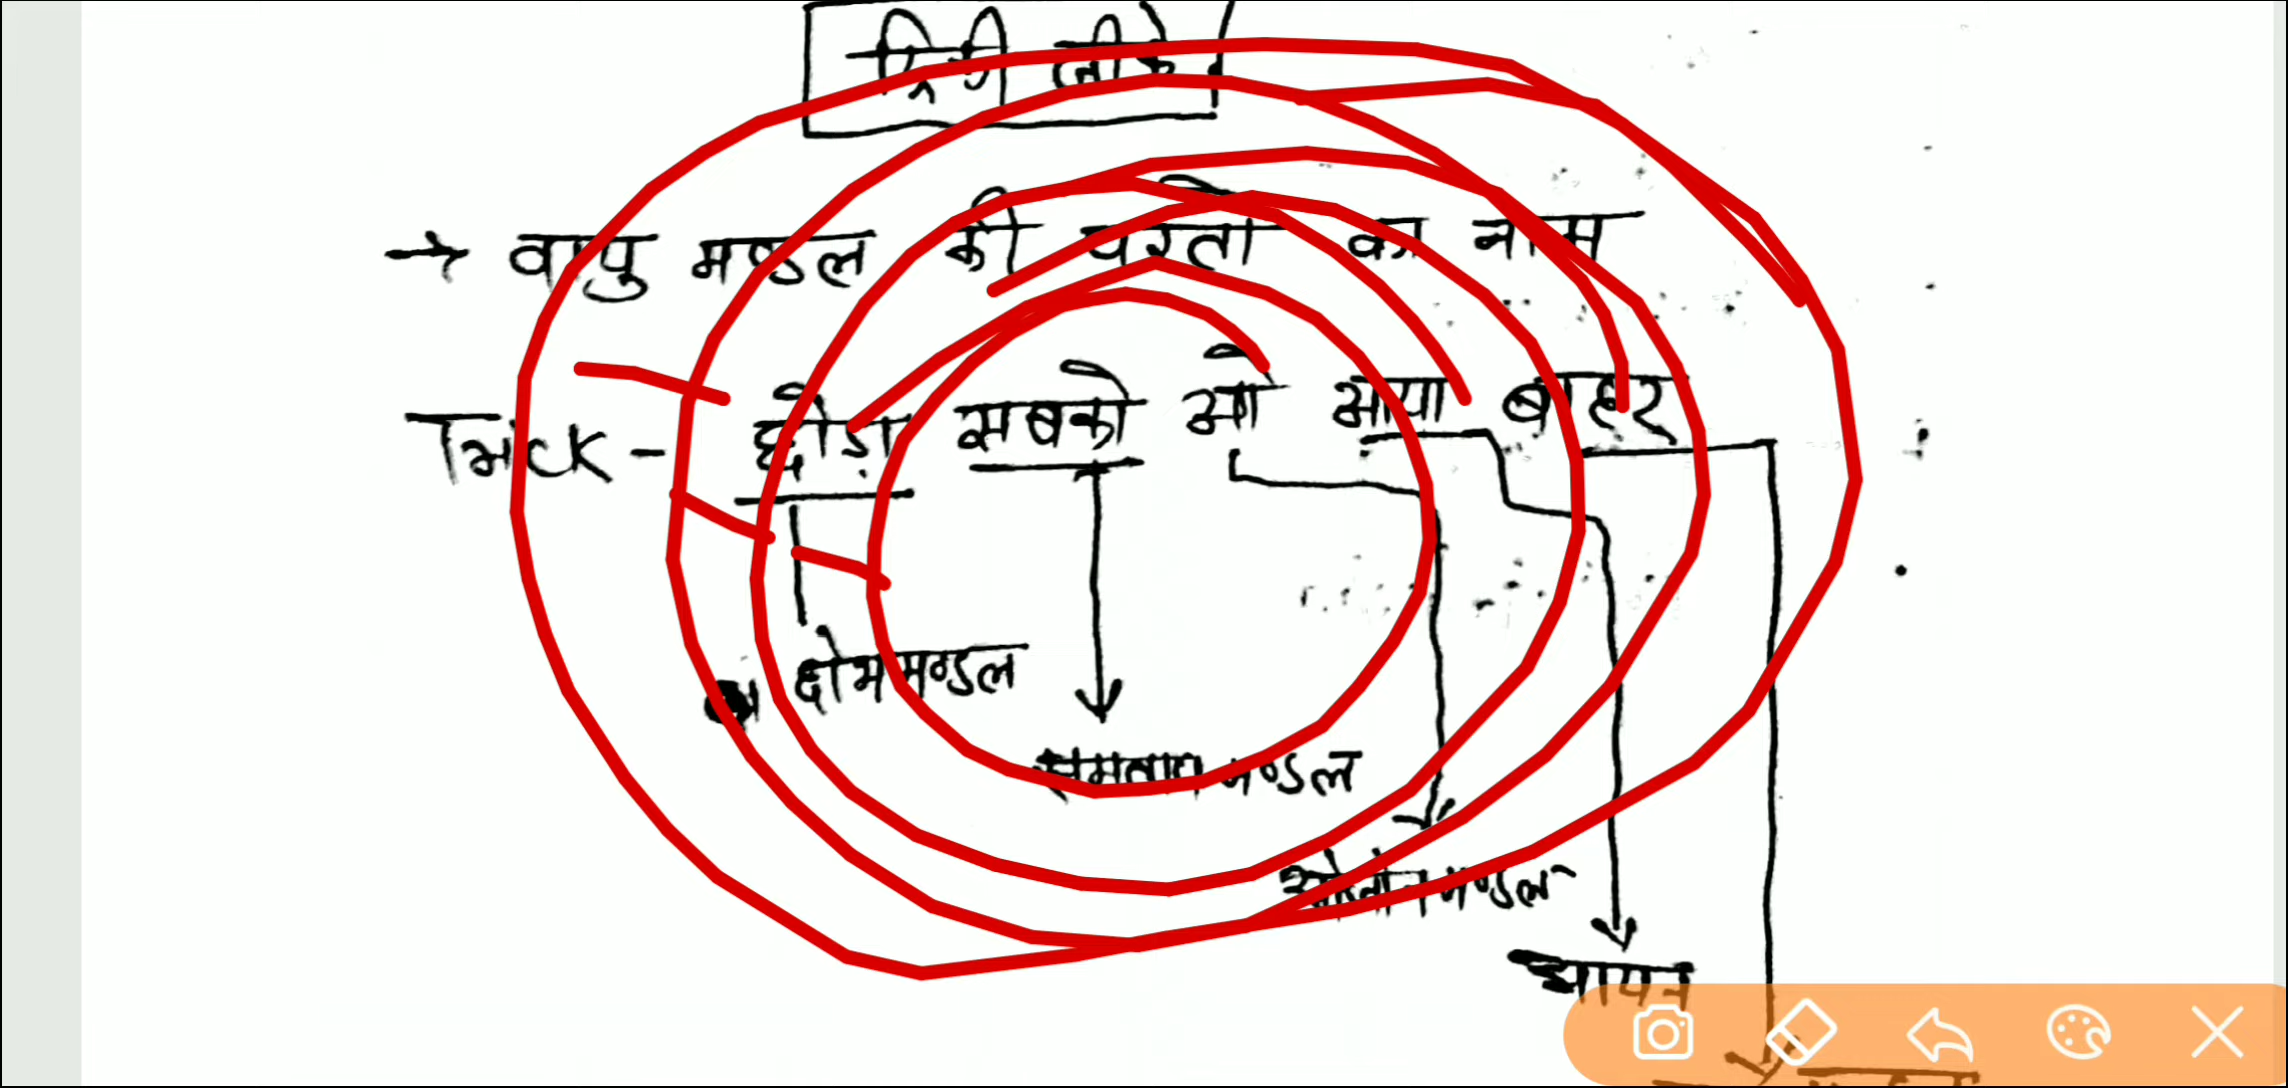 → वायु मण्डल की परतो का नाम
Trick - छोड़ा सबको ओ आया बाहर
छोभमण्डल
समताप मण्डल
ओजोन मण्डल
आयन